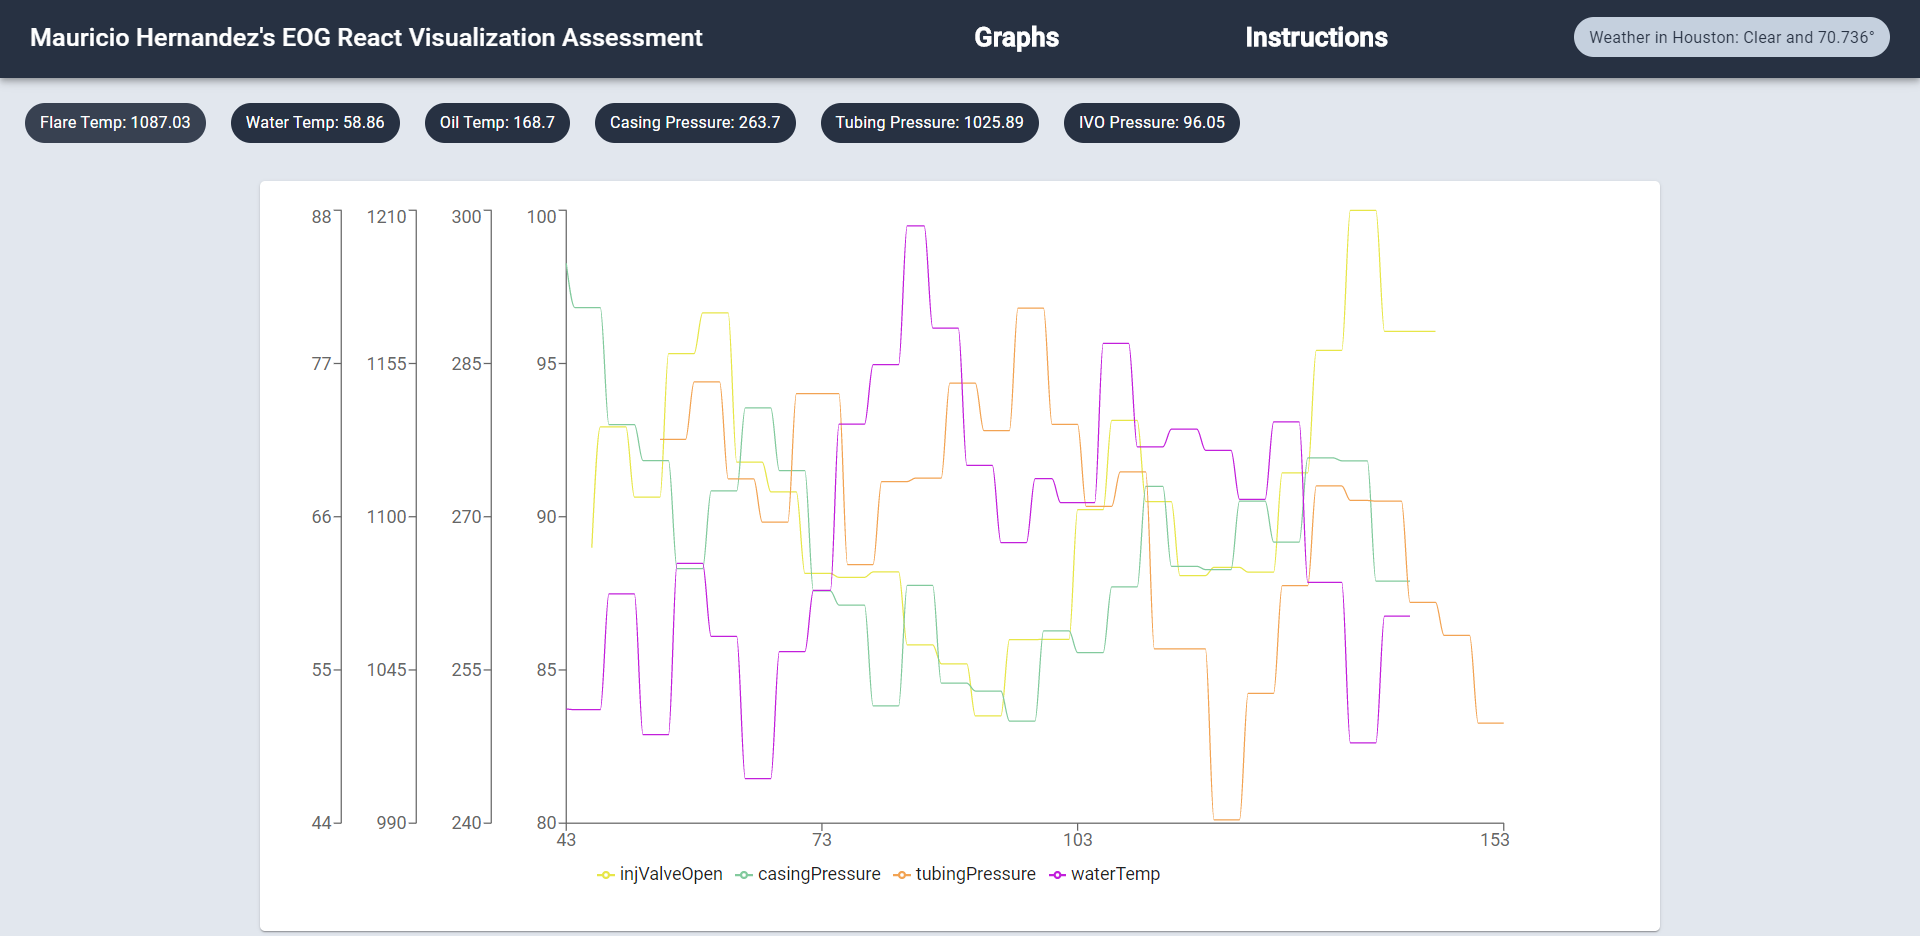 Mauricio Hernandez's EOG React Visualization Assessment
Graphs
Instructions
Weather in Houston: Clear and 70.736°
Flare Temp: 1087.03
Water Temp: 58.86
Oil Temp: 168.7
Casing Pressure: 263.7
Tubing Pressure: 1025.89
IVO Pressure: 96.05
88 1210 300 100
77 1155 285 95
66 1100 270 90
55 1045 255 85
44 990 240 80
43 73 103 153
injValveOpen casingPressure tubingPressure waterTemp